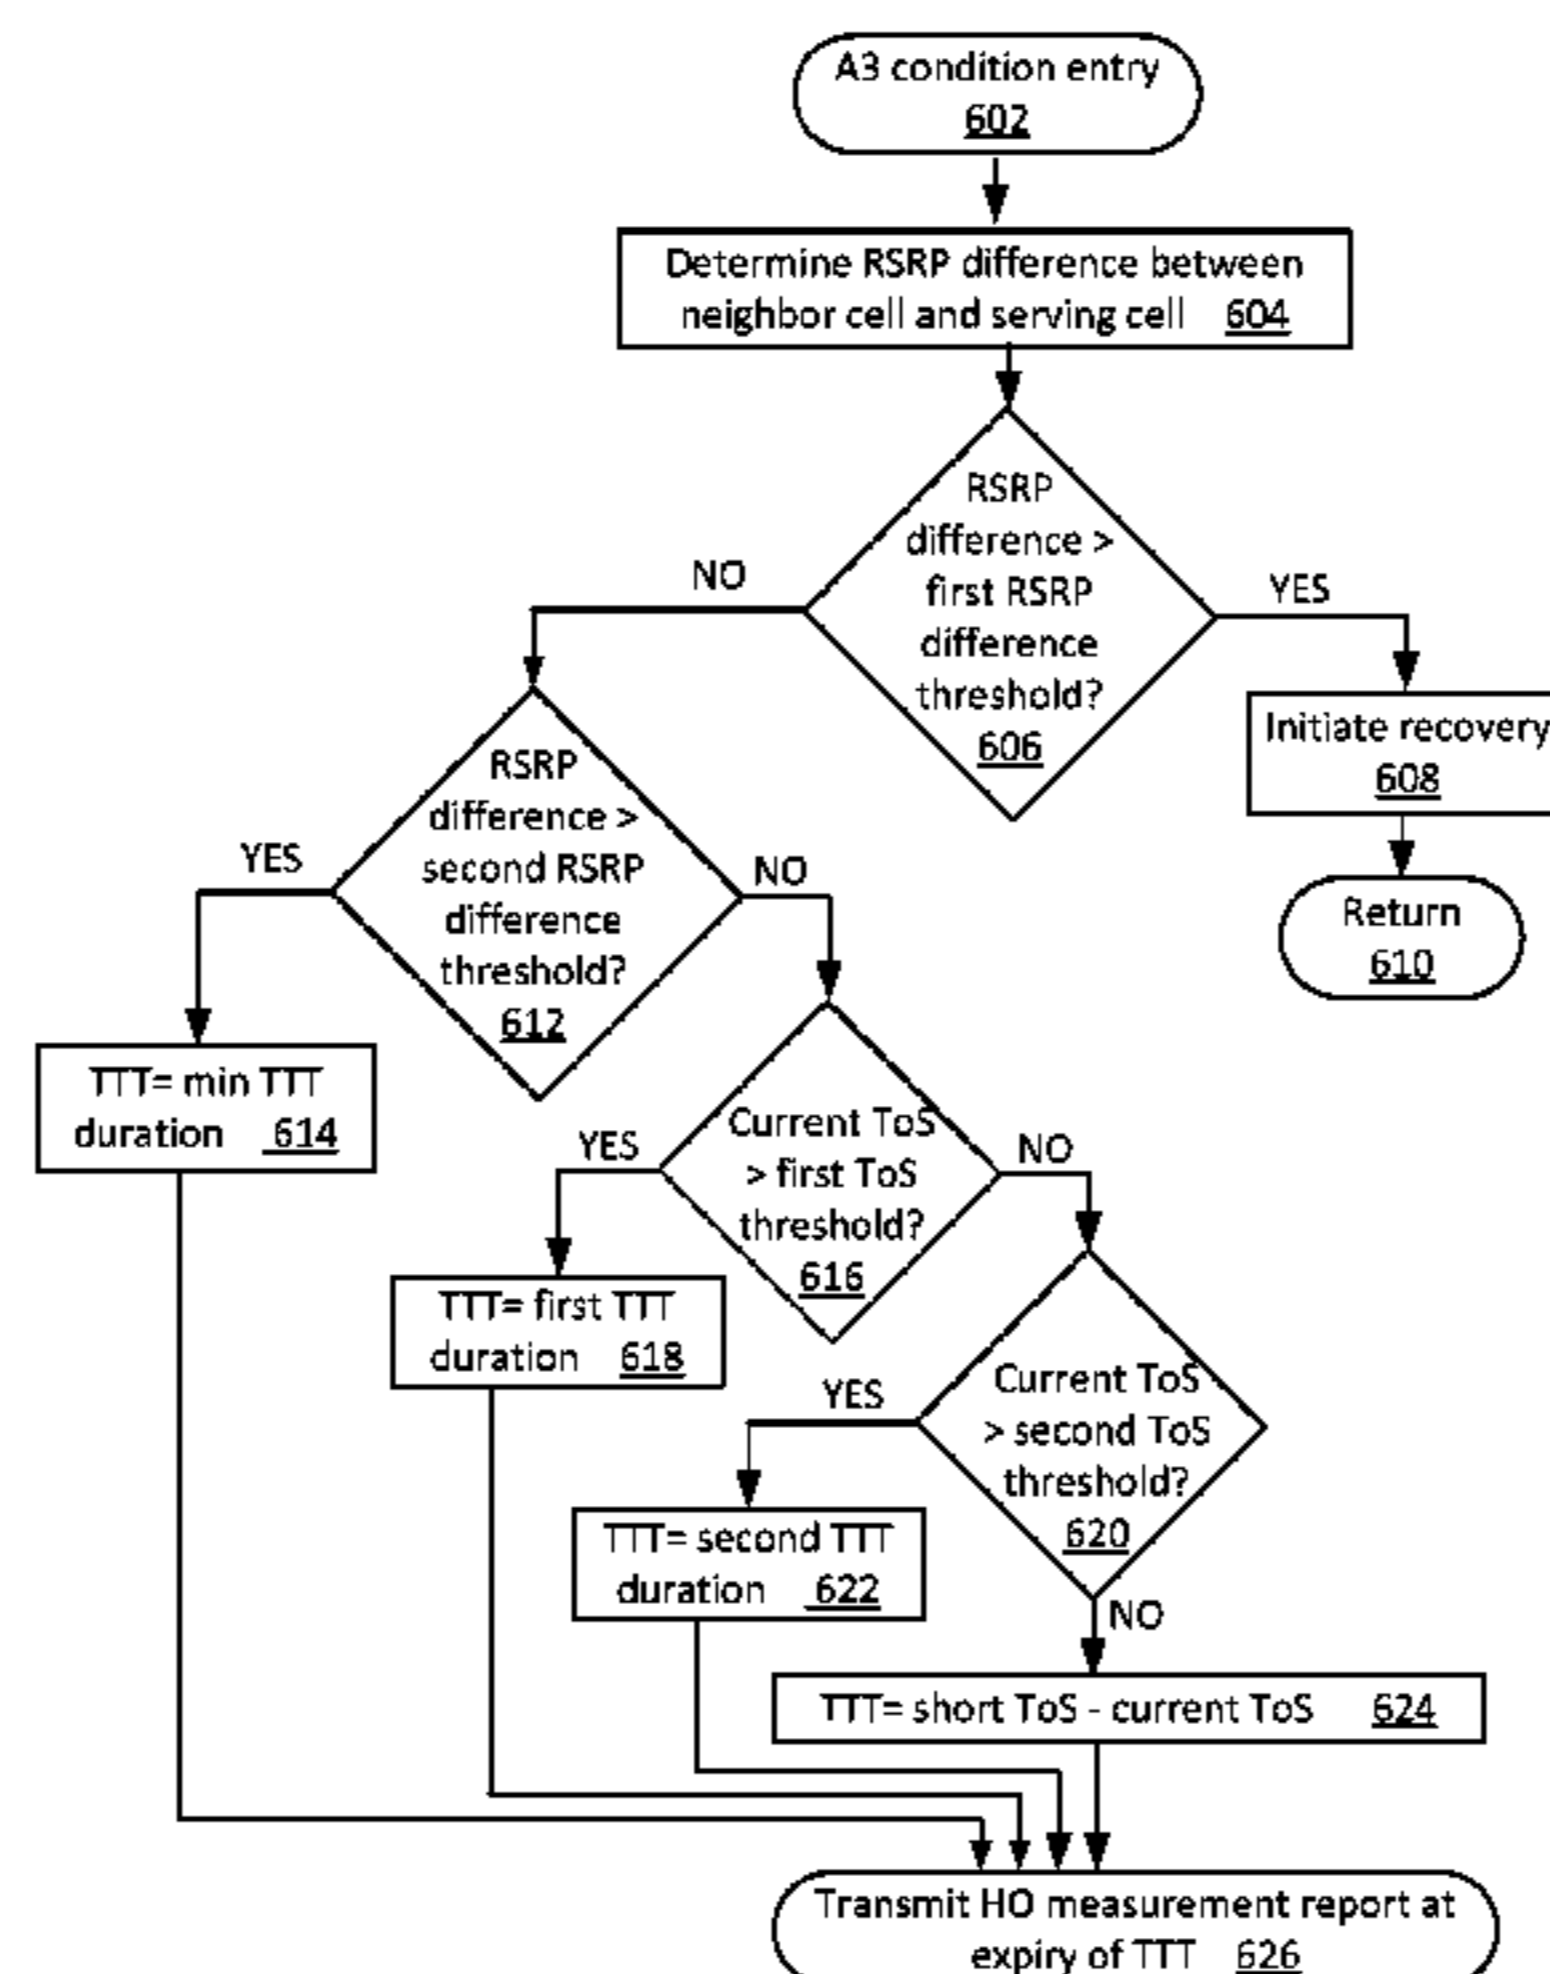 A3 condition entry
602
Determine RSRP difference between
neighbor cell and serving cell 604
RSRP
difference >
first RSRP
difference
threshold?
606
NO
YES
Initiate recovery
608
Return
610
RSRP
difference >
second RSRP
difference
threshold?
612
YES
NO
TTT= min TTT
duration 614
Current ToS
> first ToS
threshold?
616
YES
NO
TTT= first TTT
duration 618
Current ToS
> second ToS
threshold?
620
YES
NO
TTT= second TTT
duration 622
TTT= short ToS - current ToS 624
Transmit HO measurement report at
expiry of TTT 626